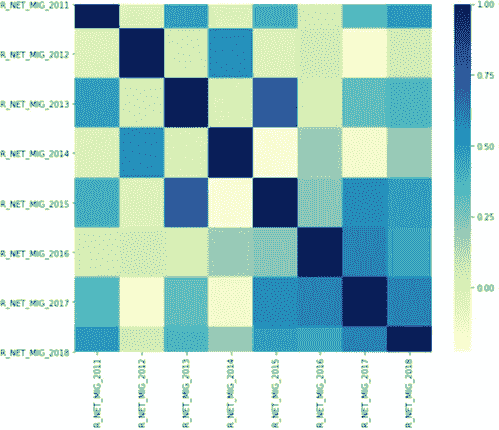 R_NET_MIG_2011
R_NET_MIG_2012
R_NET_MIG_2013
R_NET_MIG_2014
R_NET_MIG_2015
R_NET_MIG_2016
R_NET_MIG_2017
R_NET_MIG_2018
1.00
0.75
0.50
0.25
0.00
R_NET_MIG_2011
R_NET_MIG_2012
R_NET_MIG_2013
R_NET_MIG_2014
R_NET_MIG_2015
R_NET_MIG_2016
R_NET_MIG_2017
R_NET_MIG_2018